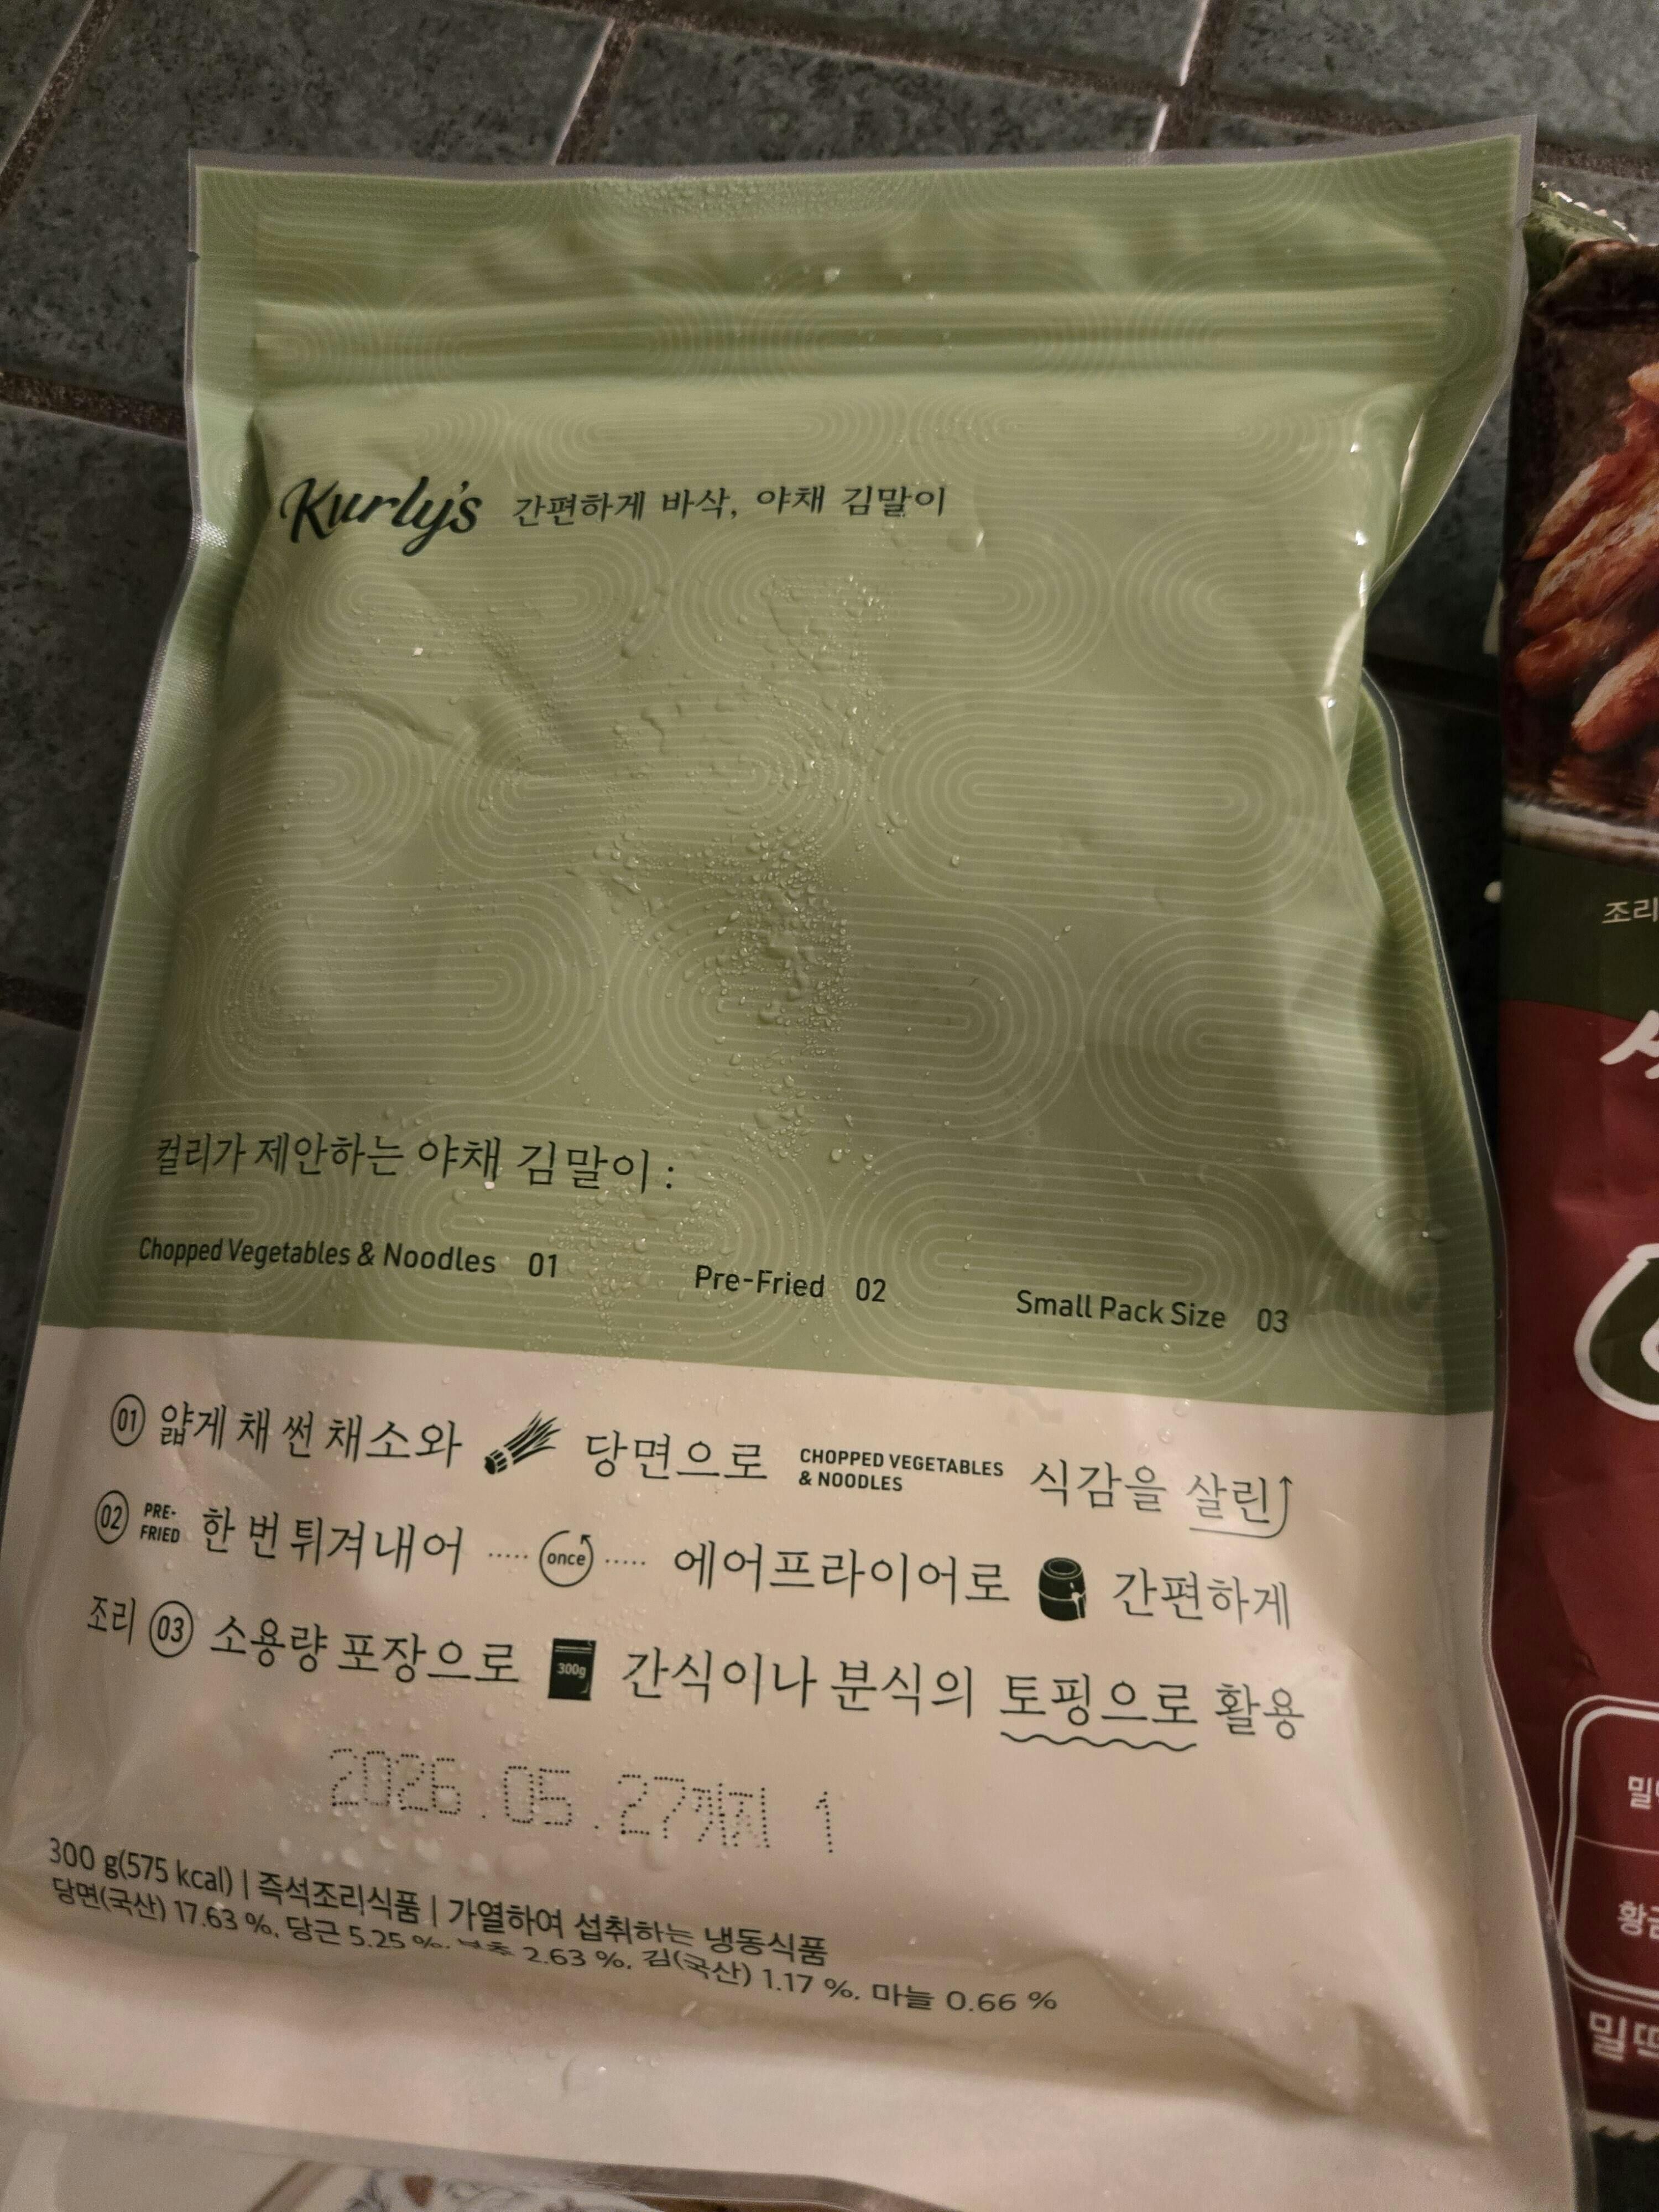 Kurly's 간편하게 바삭, 야채 김말이
컬리가 제안하는 야채 김말이 :
Chopped Vegetables & Noodles 01 Pre-Fried 02 Small Pack Size 03
01 얇게 채 썬 채소와 당면으로 CHOPPED VEGETABLES & NOODLES 식감을 살린
02 PRE-FRIED 한 번 튀겨내어 once 에어프라이어로 간편하게
조리 03 소용량 포장으로 300g 간식이나 분식의 토핑으로 활용
2026.05.27까지 1
300 g(575 kcal) | 즉석조리식품 | 가열하여 섭취하는 냉동식품
당면(국산) 17.63 %, 당근 5.25 %, 부추 2.63 %, 김(국산) 1.17 %, 마늘 0.66 %
조리